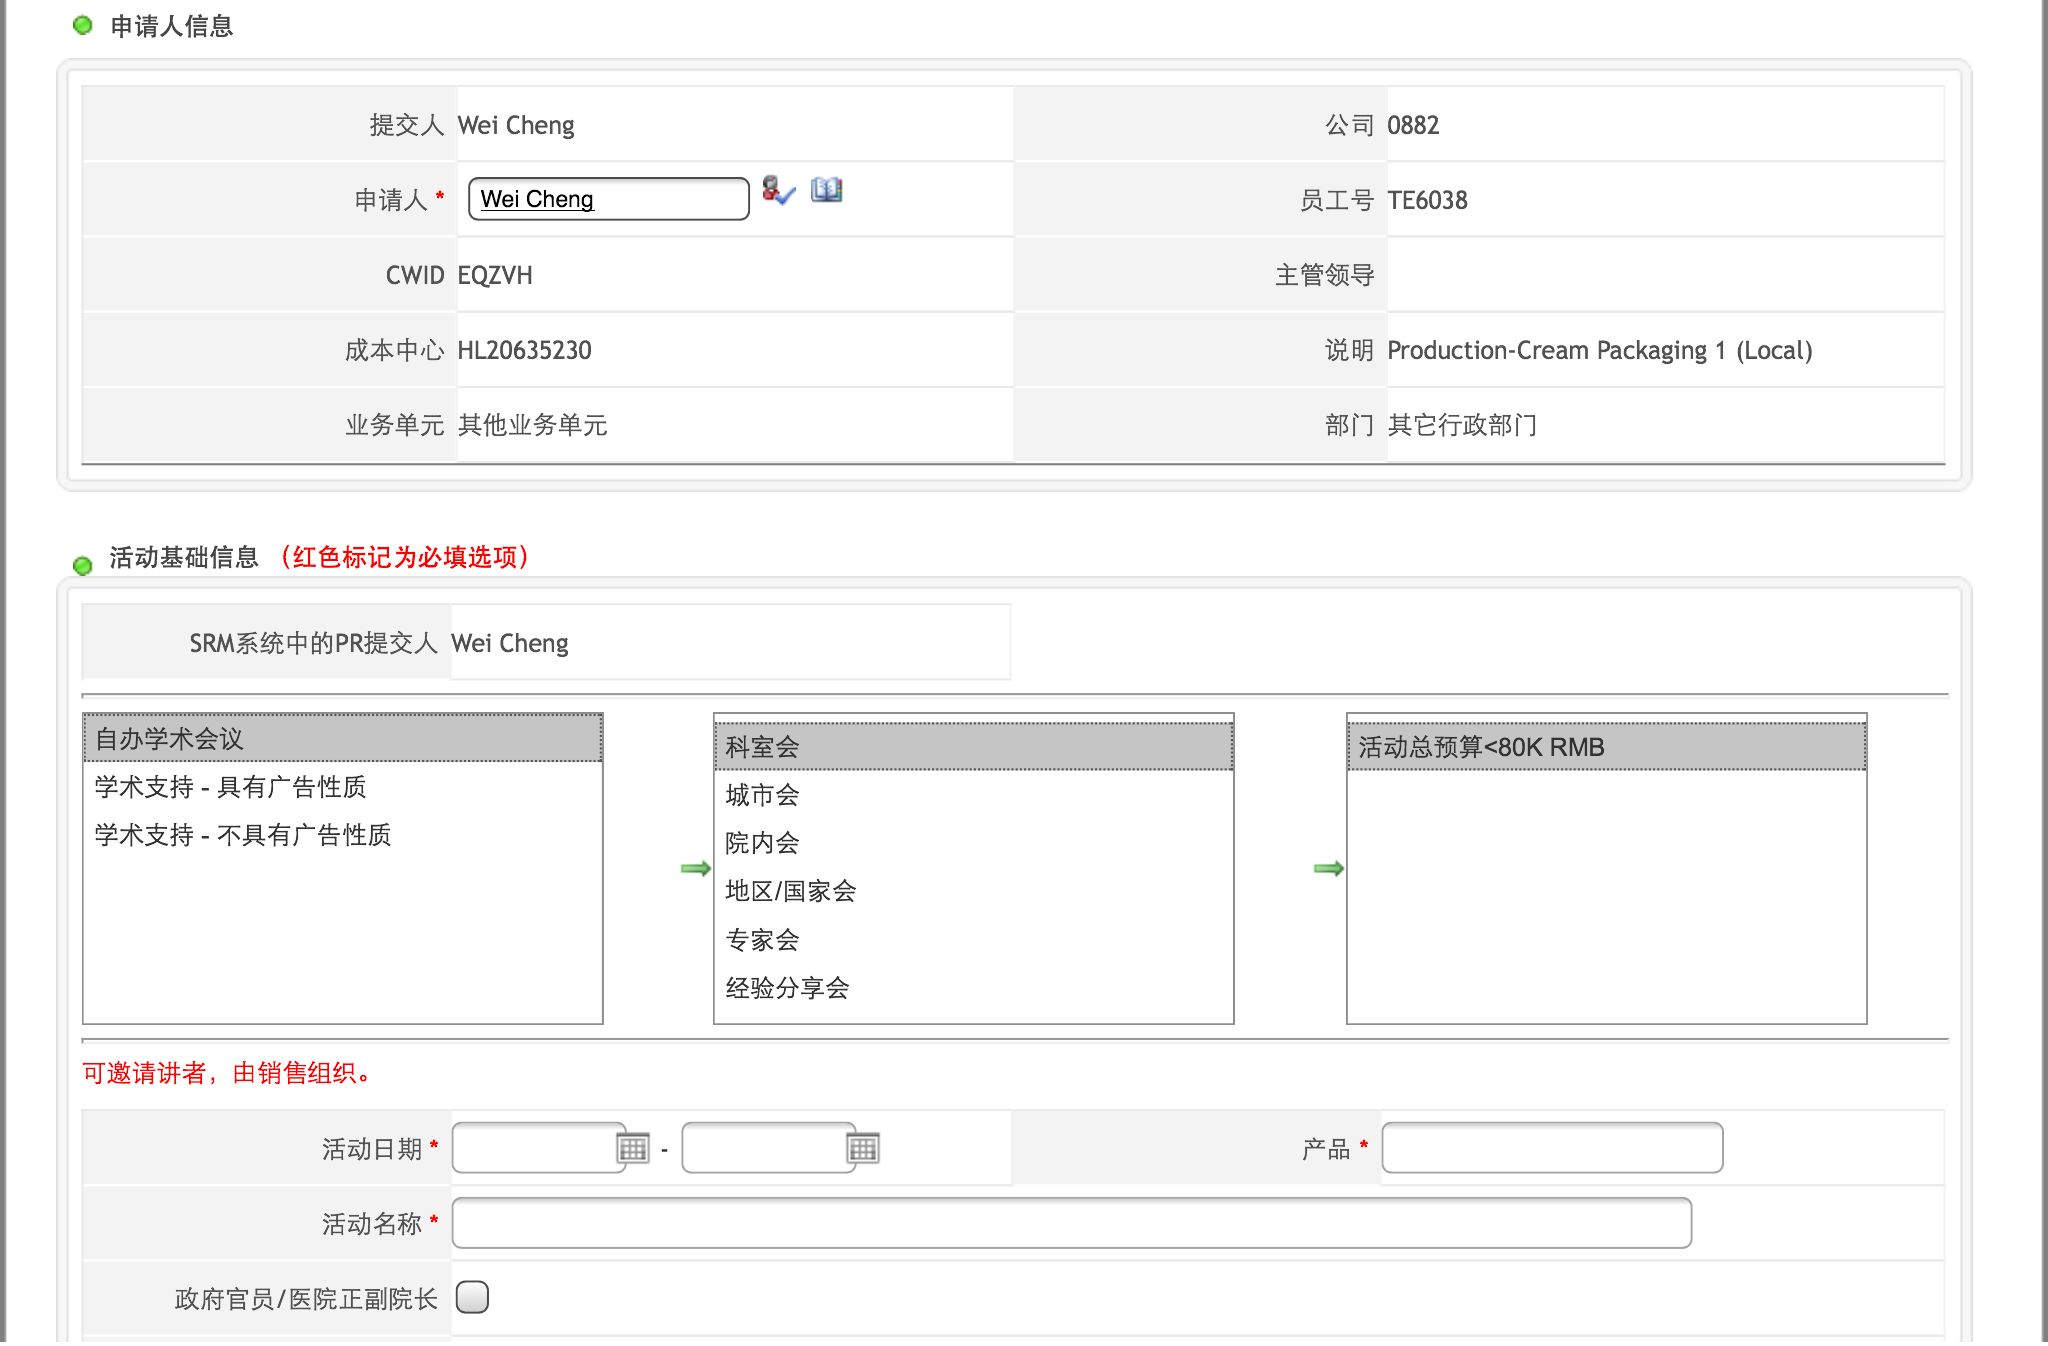 申请人信息
提交人 Wei Cheng 公司 0882
申请人 * Wei Cheng 员工号 TE6038
CWID EQZVH 主管领导
成本中心 HL20635230 说明 Production-Cream Packaging 1 (Local)
业务单元 其他业务单元 部门 其它行政部门
活动基础信息 （红色标记为必填选项）
SRM系统中的PR提交人 Wei Cheng
自办学术会议
学术支持 - 具有广告性质
学术支持 - 不具有广告性质
科室会
城市会
院内会
地区/国家会
专家会
经验分享会
活动总预算<80K RMB
可邀请讲者，由销售组织。
活动日期 * - 产品 *
活动名称 *
政府官员/医院正副院长